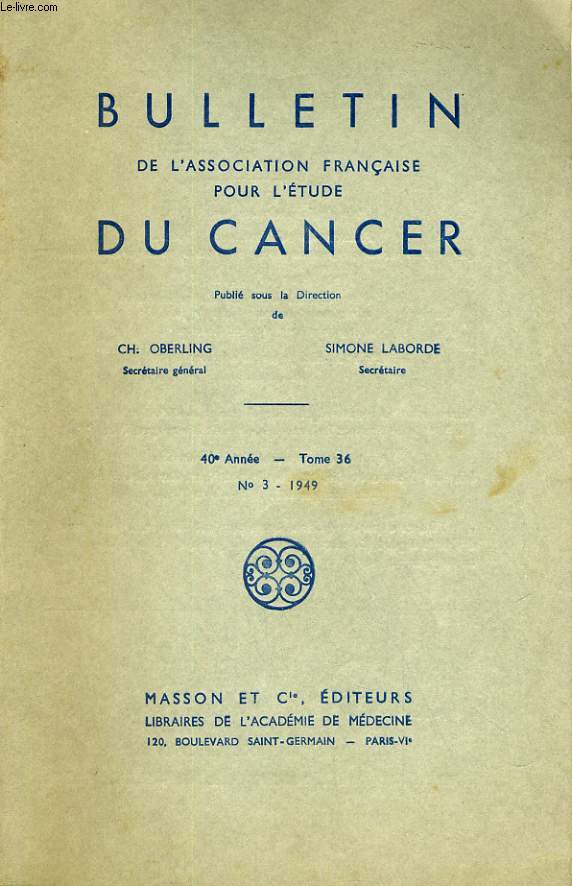 Le-livre.com
BULLETIN
DE L'ASSOCIATION FRANÇAISE
POUR L'ÉTUDE
DU CANCER
Publié sous la Direction
de
CH. OBERLING SIMONE LABORDE
Secrétaire général Secrétaire
40e Année — Tome 36
No 3 - 1949
MASSON ET Cie, ÉDITEURS
LIBRAIRES DE L'ACADÉMIE DE MÉDECINE
120, BOULEVARD SAINT-GERMAIN — PARIS-VIe